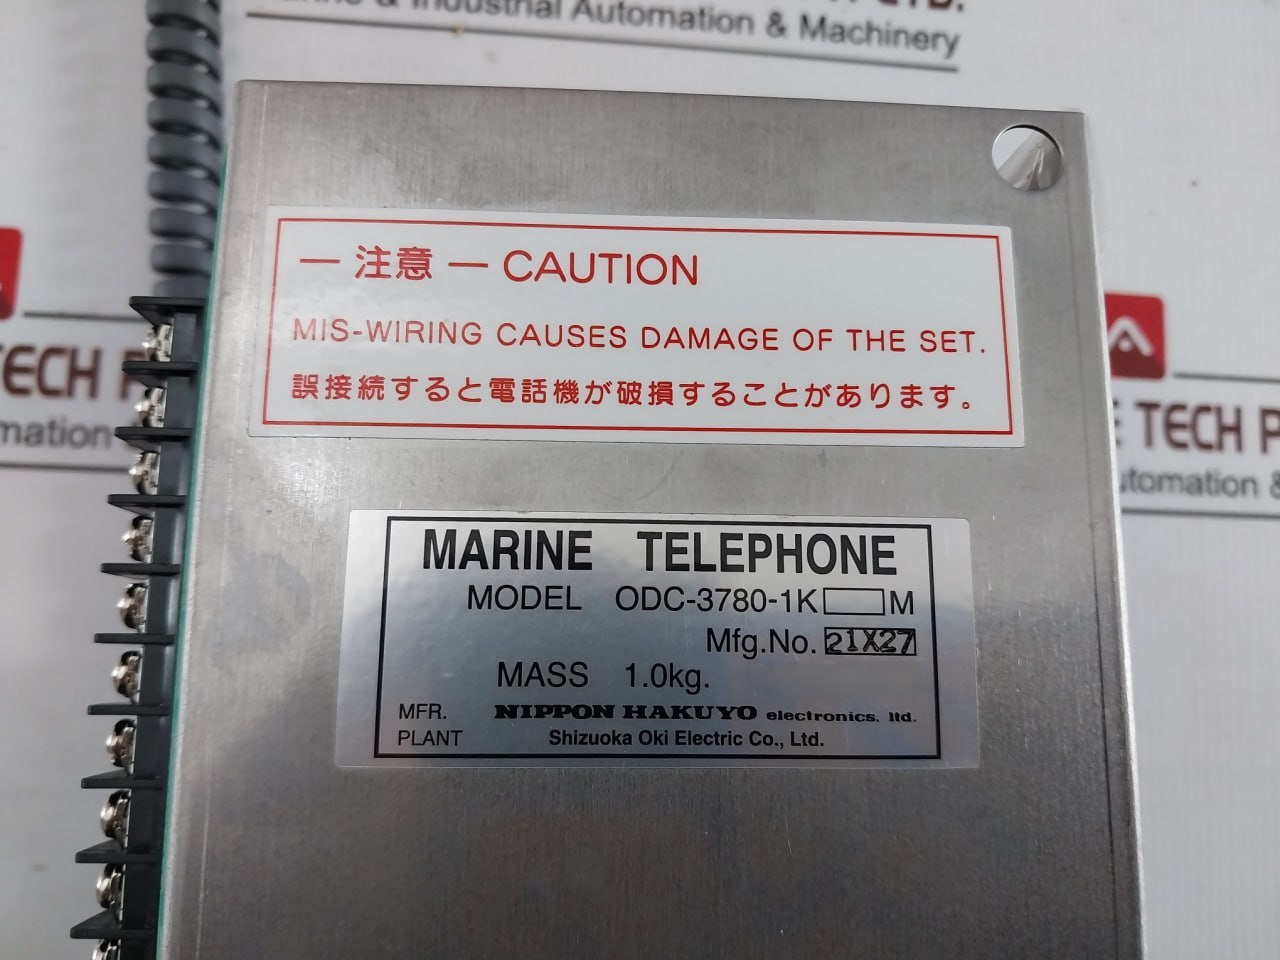 & Industrial Automation & Machinery
一 注意 一 CAUTION
MIS-WIRING CAUSES DAMAGE OF THE SET.
誤接続すると電話機が破損することがあります。
MARINE TELEPHONE
MODEL ODC-3780-1K M
Mfg.No. 21X27
MASS 1.0kg.
MFR. NIPPON HAKUYO electronics, ltd.
PLANT Shizuoka Oki Electric Co., Ltd.
TECH P
TECH P